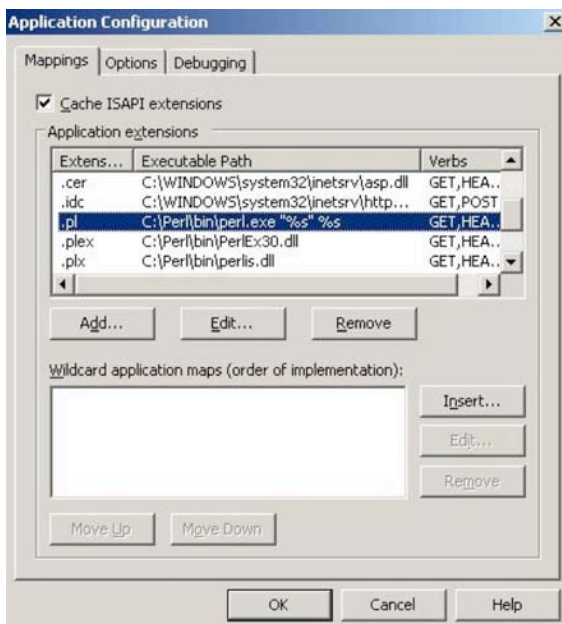 Application Configuration
Mappings Options Debugging
Cache ISAPI extensions
Application extensions
Extens... Executable Path Verbs
.cer C:\WINDOWS\system32\inetsrv\asp.dll GET,HEA..
.idc C:\WINDOWS\system32\inetsrv\http... GET,POST
.pl C:\Perl\bin\perl.exe "%s" %s GET,HEA..
.plex C:\Perl\bin\PerlEx30.dll GET,HEA..
.plx C:\Perl\bin\perlis.dll GET,HEA..
Add... Edit... Remove
Wildcard application maps (order of implementation):
Insert...
Edit...
Remove
Move Up Move Down
OK Cancel Help